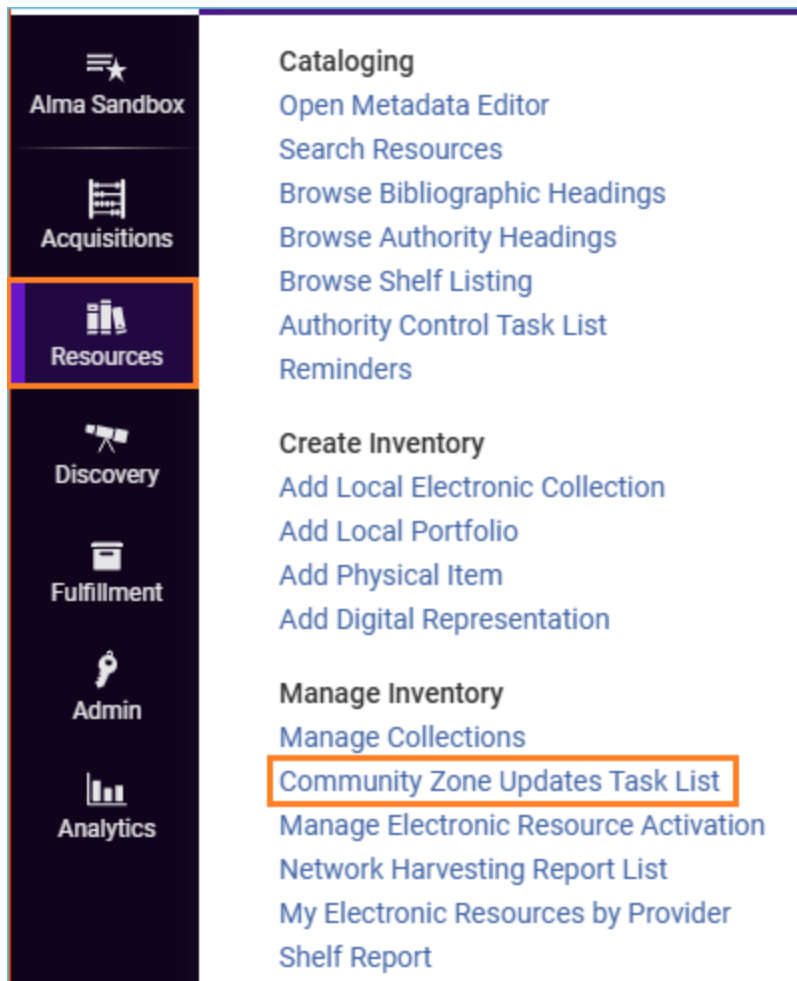 Alma Sandbox
Acquisitions
Resources
Discovery
Fulfillment
Admin
Analytics
Cataloging
Open Metadata Editor
Search Resources
Browse Bibliographic Headings
Browse Authority Headings
Browse Shelf Listing
Authority Control Task List
Reminders
Create Inventory
Add Local Electronic Collection
Add Local Portfolio
Add Physical Item
Add Digital Representation
Manage Inventory
Manage Collections
Community Zone Updates Task List
Manage Electronic Resource Activation
Network Harvesting Report List
My Electronic Resources by Provider
Shelf Report